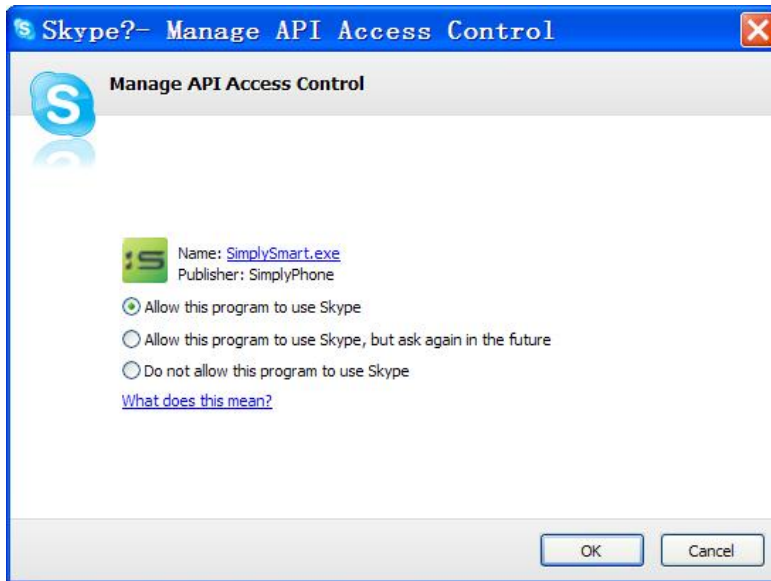 Skype?- Manage API Access Control
Manage API Access Control
Name: SimplySmart.exe
Publisher: SimplyPhone
Allow this program to use Skype
Allow this program to use Skype, but ask again in the future
Do not allow this program to use Skype
What does this mean?
OK
Cancel